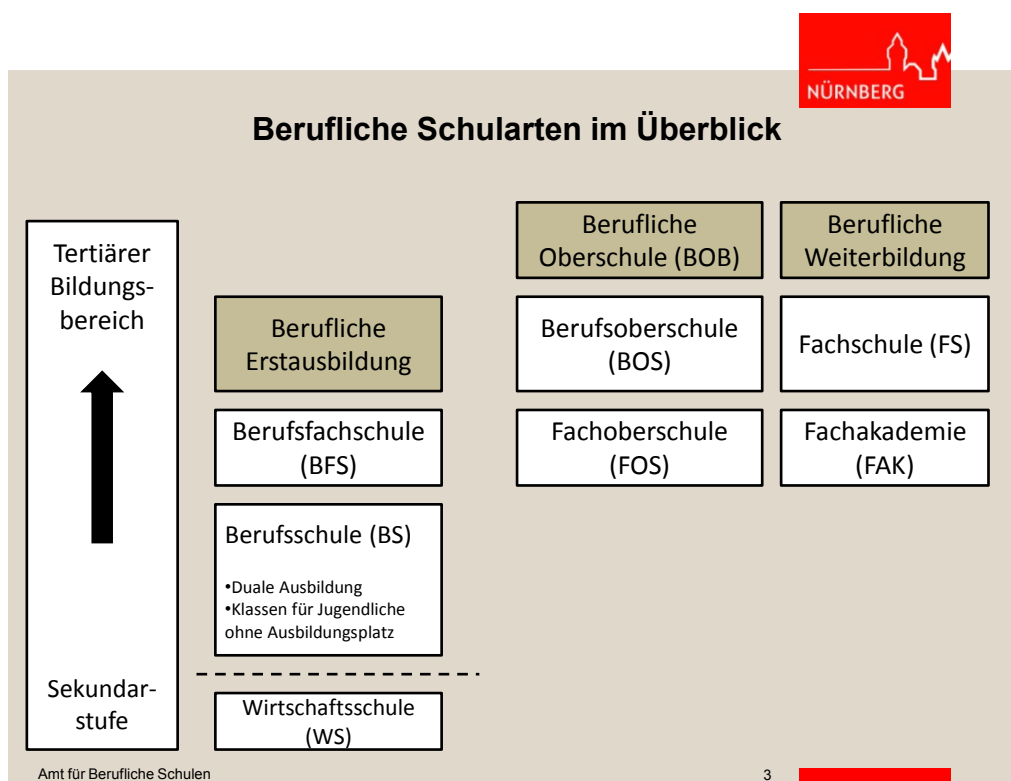 NÜRNBERG
Berufliche Schularten im Überblick
Tertiärer
Bildungs-
bereich
Sekundar-
stufe
Berufliche
Erstausbildung
Berufsfachschule
(BFS)
Berufsschule (BS)
•Duale Ausbildung
•Klassen für Jugendliche
ohne Ausbildungsplatz
Wirtschaftsschule
(WS)
Berufliche
Oberschule (BOB)
Berufsoberschule
(BOS)
Fachoberschule
(FOS)
Berufliche
Weiterbildung
Fachschule (FS)
Fachakademie
(FAK)
Amt für Berufliche Schulen
3